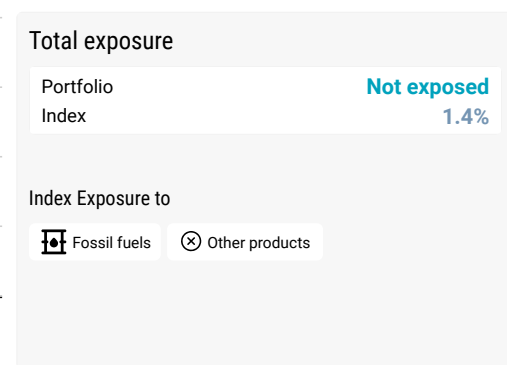 Total exposure
Portfolio Not exposed
Index 1.4%
Index Exposure to
Fossil fuels Other products